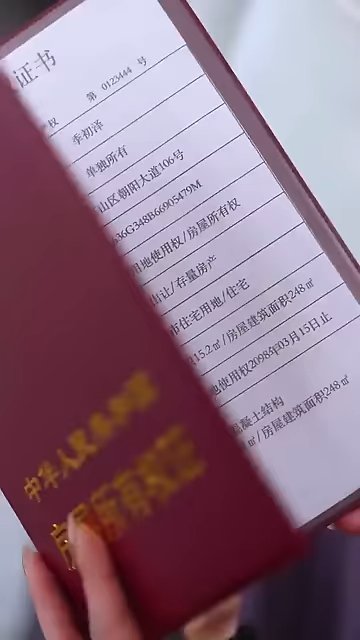 证书
权 第 0123444 号
季初泽
单独所有
山区朝阳大道106号
36G348B66905479M
地使用权/房屋所有权
出让/存量房产
市住宅用地/住宅
15.2㎡/房屋建筑面积248㎡
地使用权2098年03月15日止
混凝土结构
㎡/房屋建筑面积248㎡
中华人民共和国
房屋所有权证